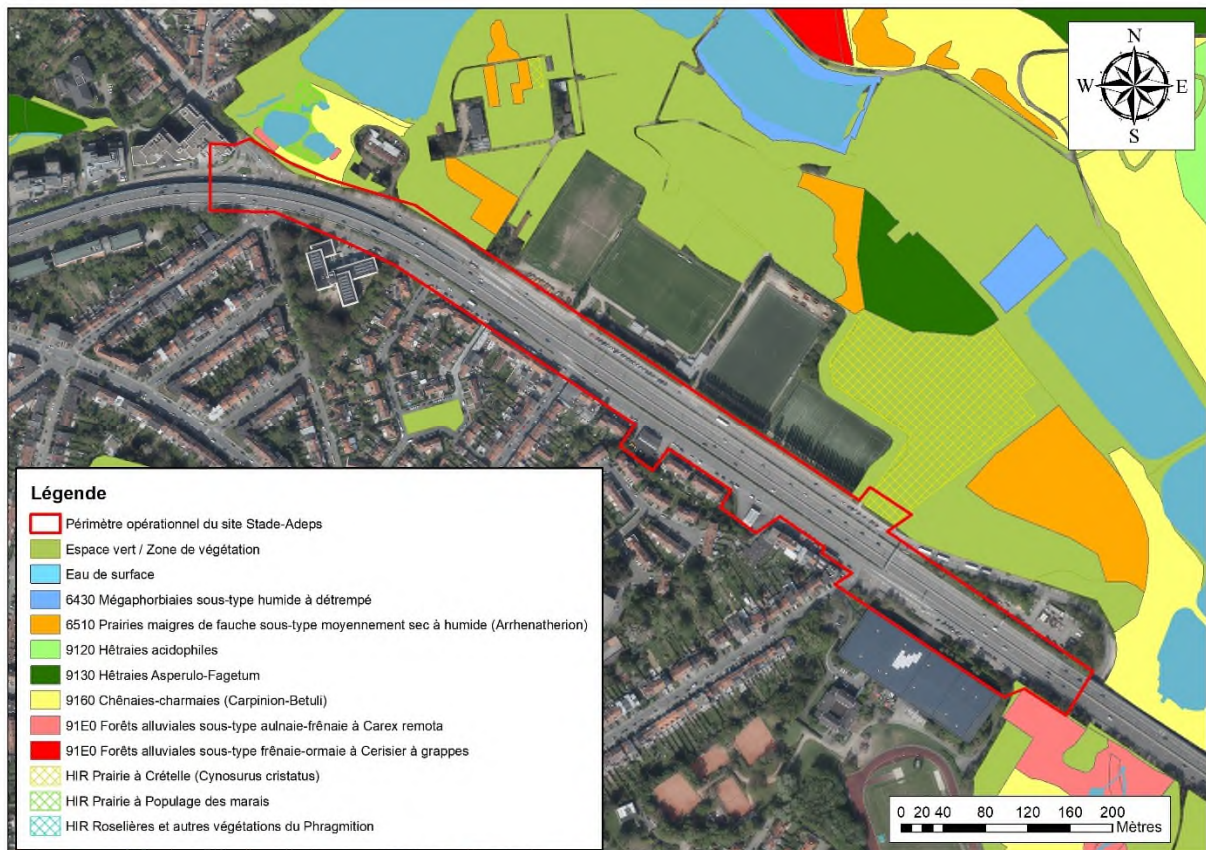 N
W E
S
Légende
Périmètre opérationnel du site Stade-Adeps
Espace vert / Zone de végétation
Eau de surface
6430 Mégaphorbiaies sous-type humide à détrempé
6510 Prairies maigres de fauche sous-type moyennement sec à humide (Arrhenatherion)
9120 Hêtraies acidophiles
9130 Hêtraies Asperulo-Fagetum
9160 Chênaies-charmaies (Carpinion-Betuli)
91E0 Forêts alluviales sous-type aulnaie-frênaie à Carex remota
91E0 Forêts alluviales sous-type frênaie-ormaie à Cerisier à grappes
HIR Prairie à Crételle (Cynosurus cristatus)
HIR Prairie à Populage des marais
HIR Roselières et autres végétations du Phragmition
0 20 40 80 120 160 200
Mètres